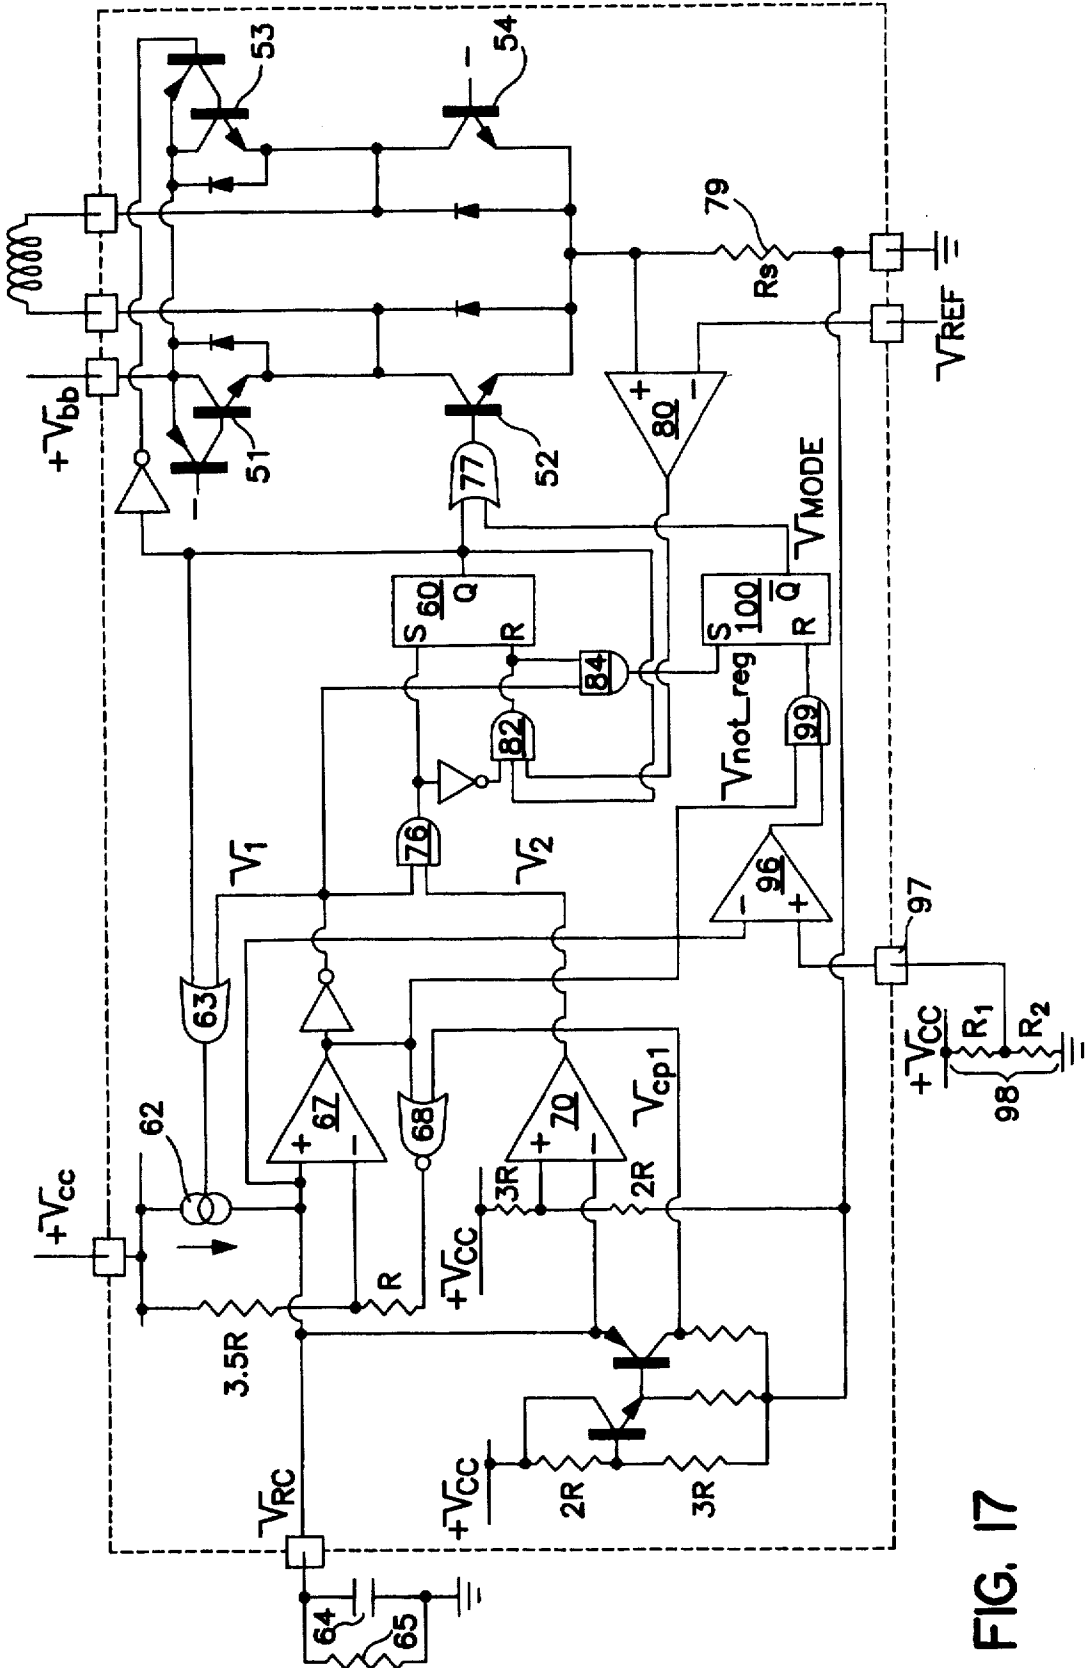 +Vcc
+Vbb
62
63
51
53
54
52
77
3.5R
R
VRC
64
65
+
−
67
68
V1
V2
76
82
84
S
60
Q
R
+
−
80
79
Rs
VREF
VMODE
S
100
Q
R
Vnot_reg
99
−
96
+
97
+VCC
R1
R2
98
+VCC
3R
2R
+
−
70
Vcp1
+VCC
2R
3R
−
−
FIG. 17